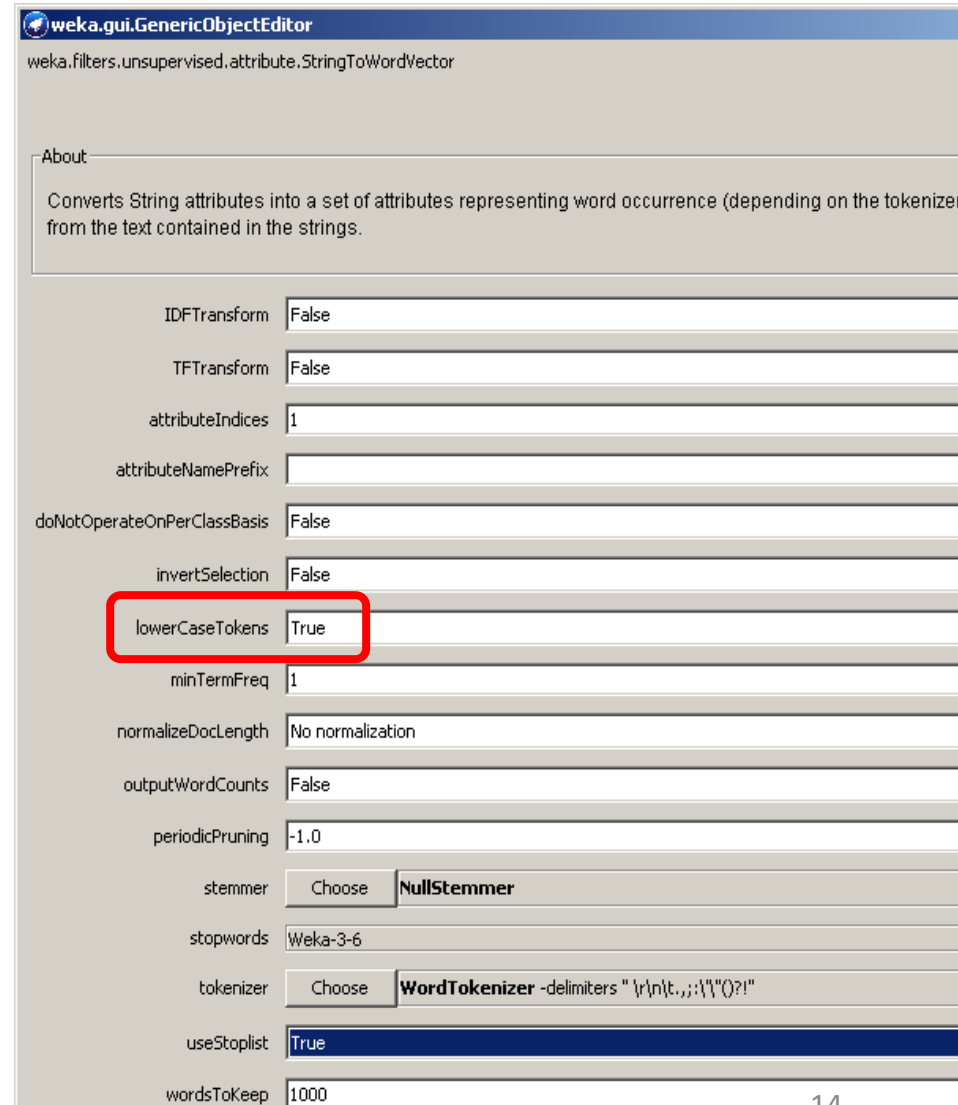 weka.gui.GenericObjectEditor
weka.filters.unsupervised.attribute.StringToWordVector
About
Converts String attributes into a set of attributes representing word occurrence (depending on the tokenizer
from the text contained in the strings.
IDFTransform False
TFTransform False
attributeIndices 1
attributeNamePrefix
doNotOperateOnPerClassBasis False
invertSelection False
lowerCaseTokens True
minTermFreq 1
normalizeDocLength No normalization
outputWordCounts False
periodicPruning -1.0
stemmer Choose NullStemmer
stopwords Weka-3-6
tokenizer Choose WordTokenizer -delimiters " \r\n\t.,;:\'\"()?!"
useStoplist True
wordsToKeep 1000
14